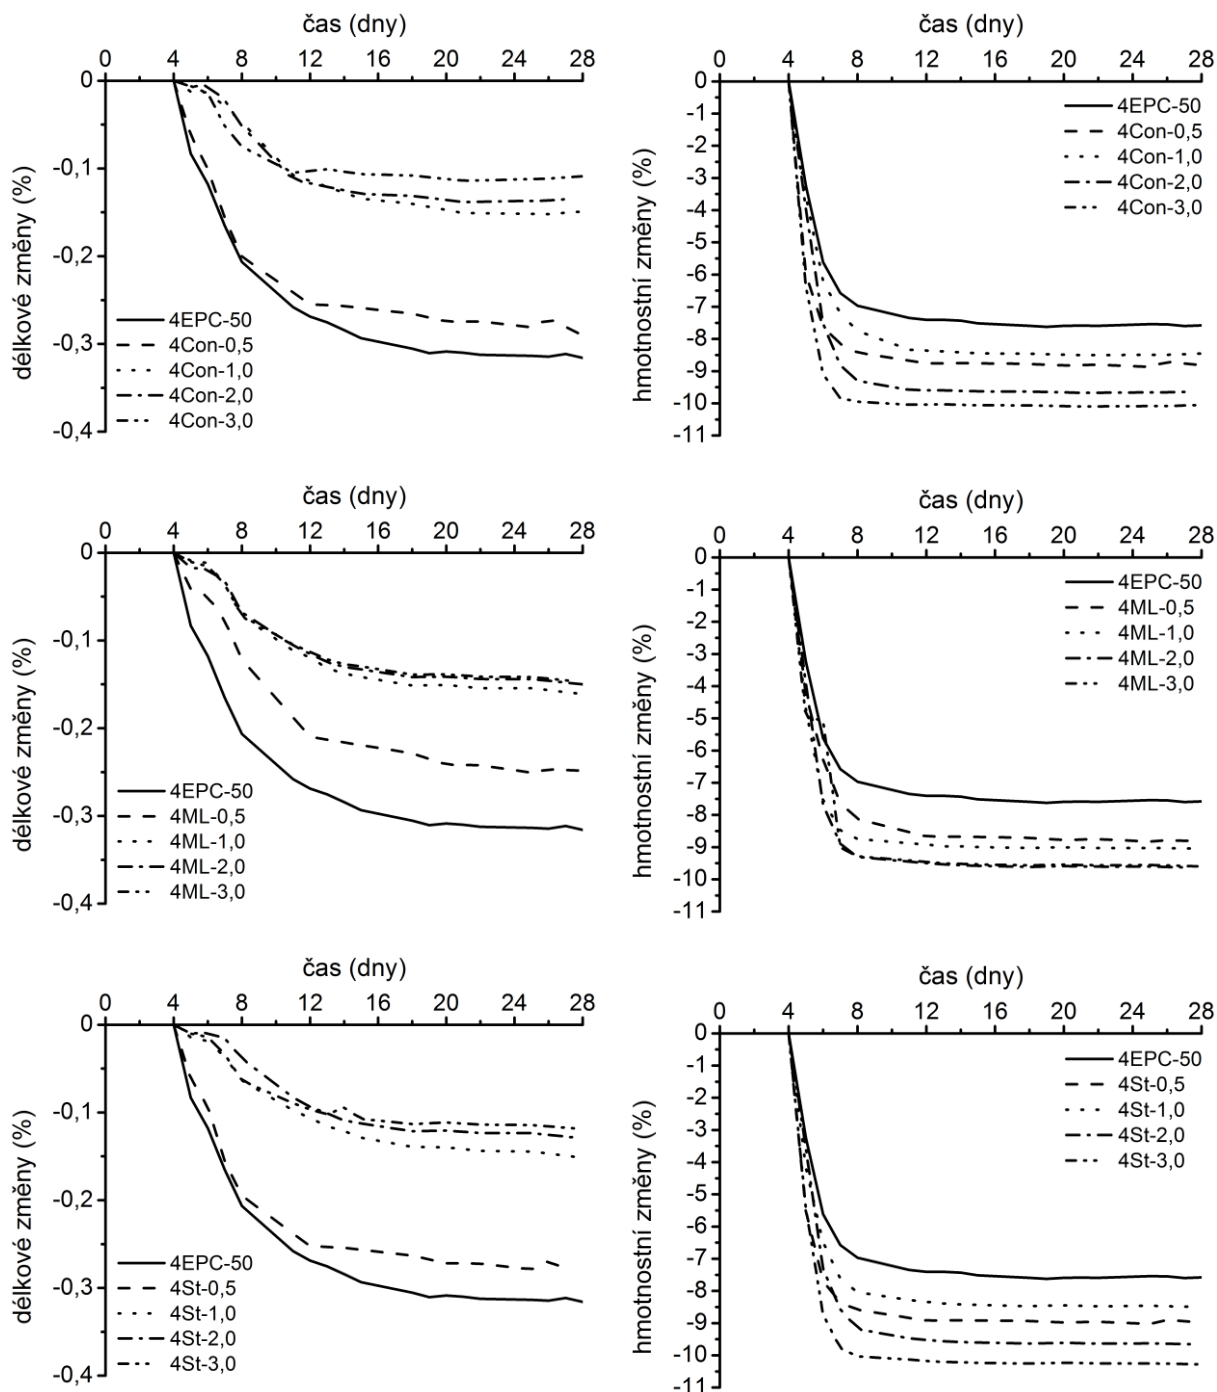 čas (dny)
0 4 8 12 16 20 24 28
0
-0,1
-0,2
-0,3
-0,4
délkové změny (%)
4EPC-50
4Con-0,5
4Con-1,0
4Con-2,0
4Con-3,0
čas (dny)
0 4 8 12 16 20 24 28
0
-1
-2
-3
-4
-5
-6
-7
-8
-9
-10
-11
hmotnostní změny (%)
4EPC-50
4Con-0,5
4Con-1,0
4Con-2,0
4Con-3,0
čas (dny)
0 4 8 12 16 20 24 28
0
-0,1
-0,2
-0,3
-0,4
délkové změny (%)
4EPC-50
4ML-0,5
4ML-1,0
4ML-2,0
4ML-3,0
čas (dny)
0 4 8 12 16 20 24 28
0
-1
-2
-3
-4
-5
-6
-7
-8
-9
-10
-11
hmotnostní změny (%)
4EPC-50
4ML-0,5
4ML-1,0
4ML-2,0
4ML-3,0
čas (dny)
0 4 8 12 16 20 24 28
0
-0,1
-0,2
-0,3
-0,4
délkové změny (%)
4EPC-50
4St-0,5
4St-1,0
4St-2,0
4St-3,0
čas (dny)
0 4 8 12 16 20 24 28
0
-1
-2
-3
-4
-5
-6
-7
-8
-9
-10
-11
hmotnostní změny (%)
4EPC-50
4St-0,5
4St-1,0
4St-2,0
4St-3,0